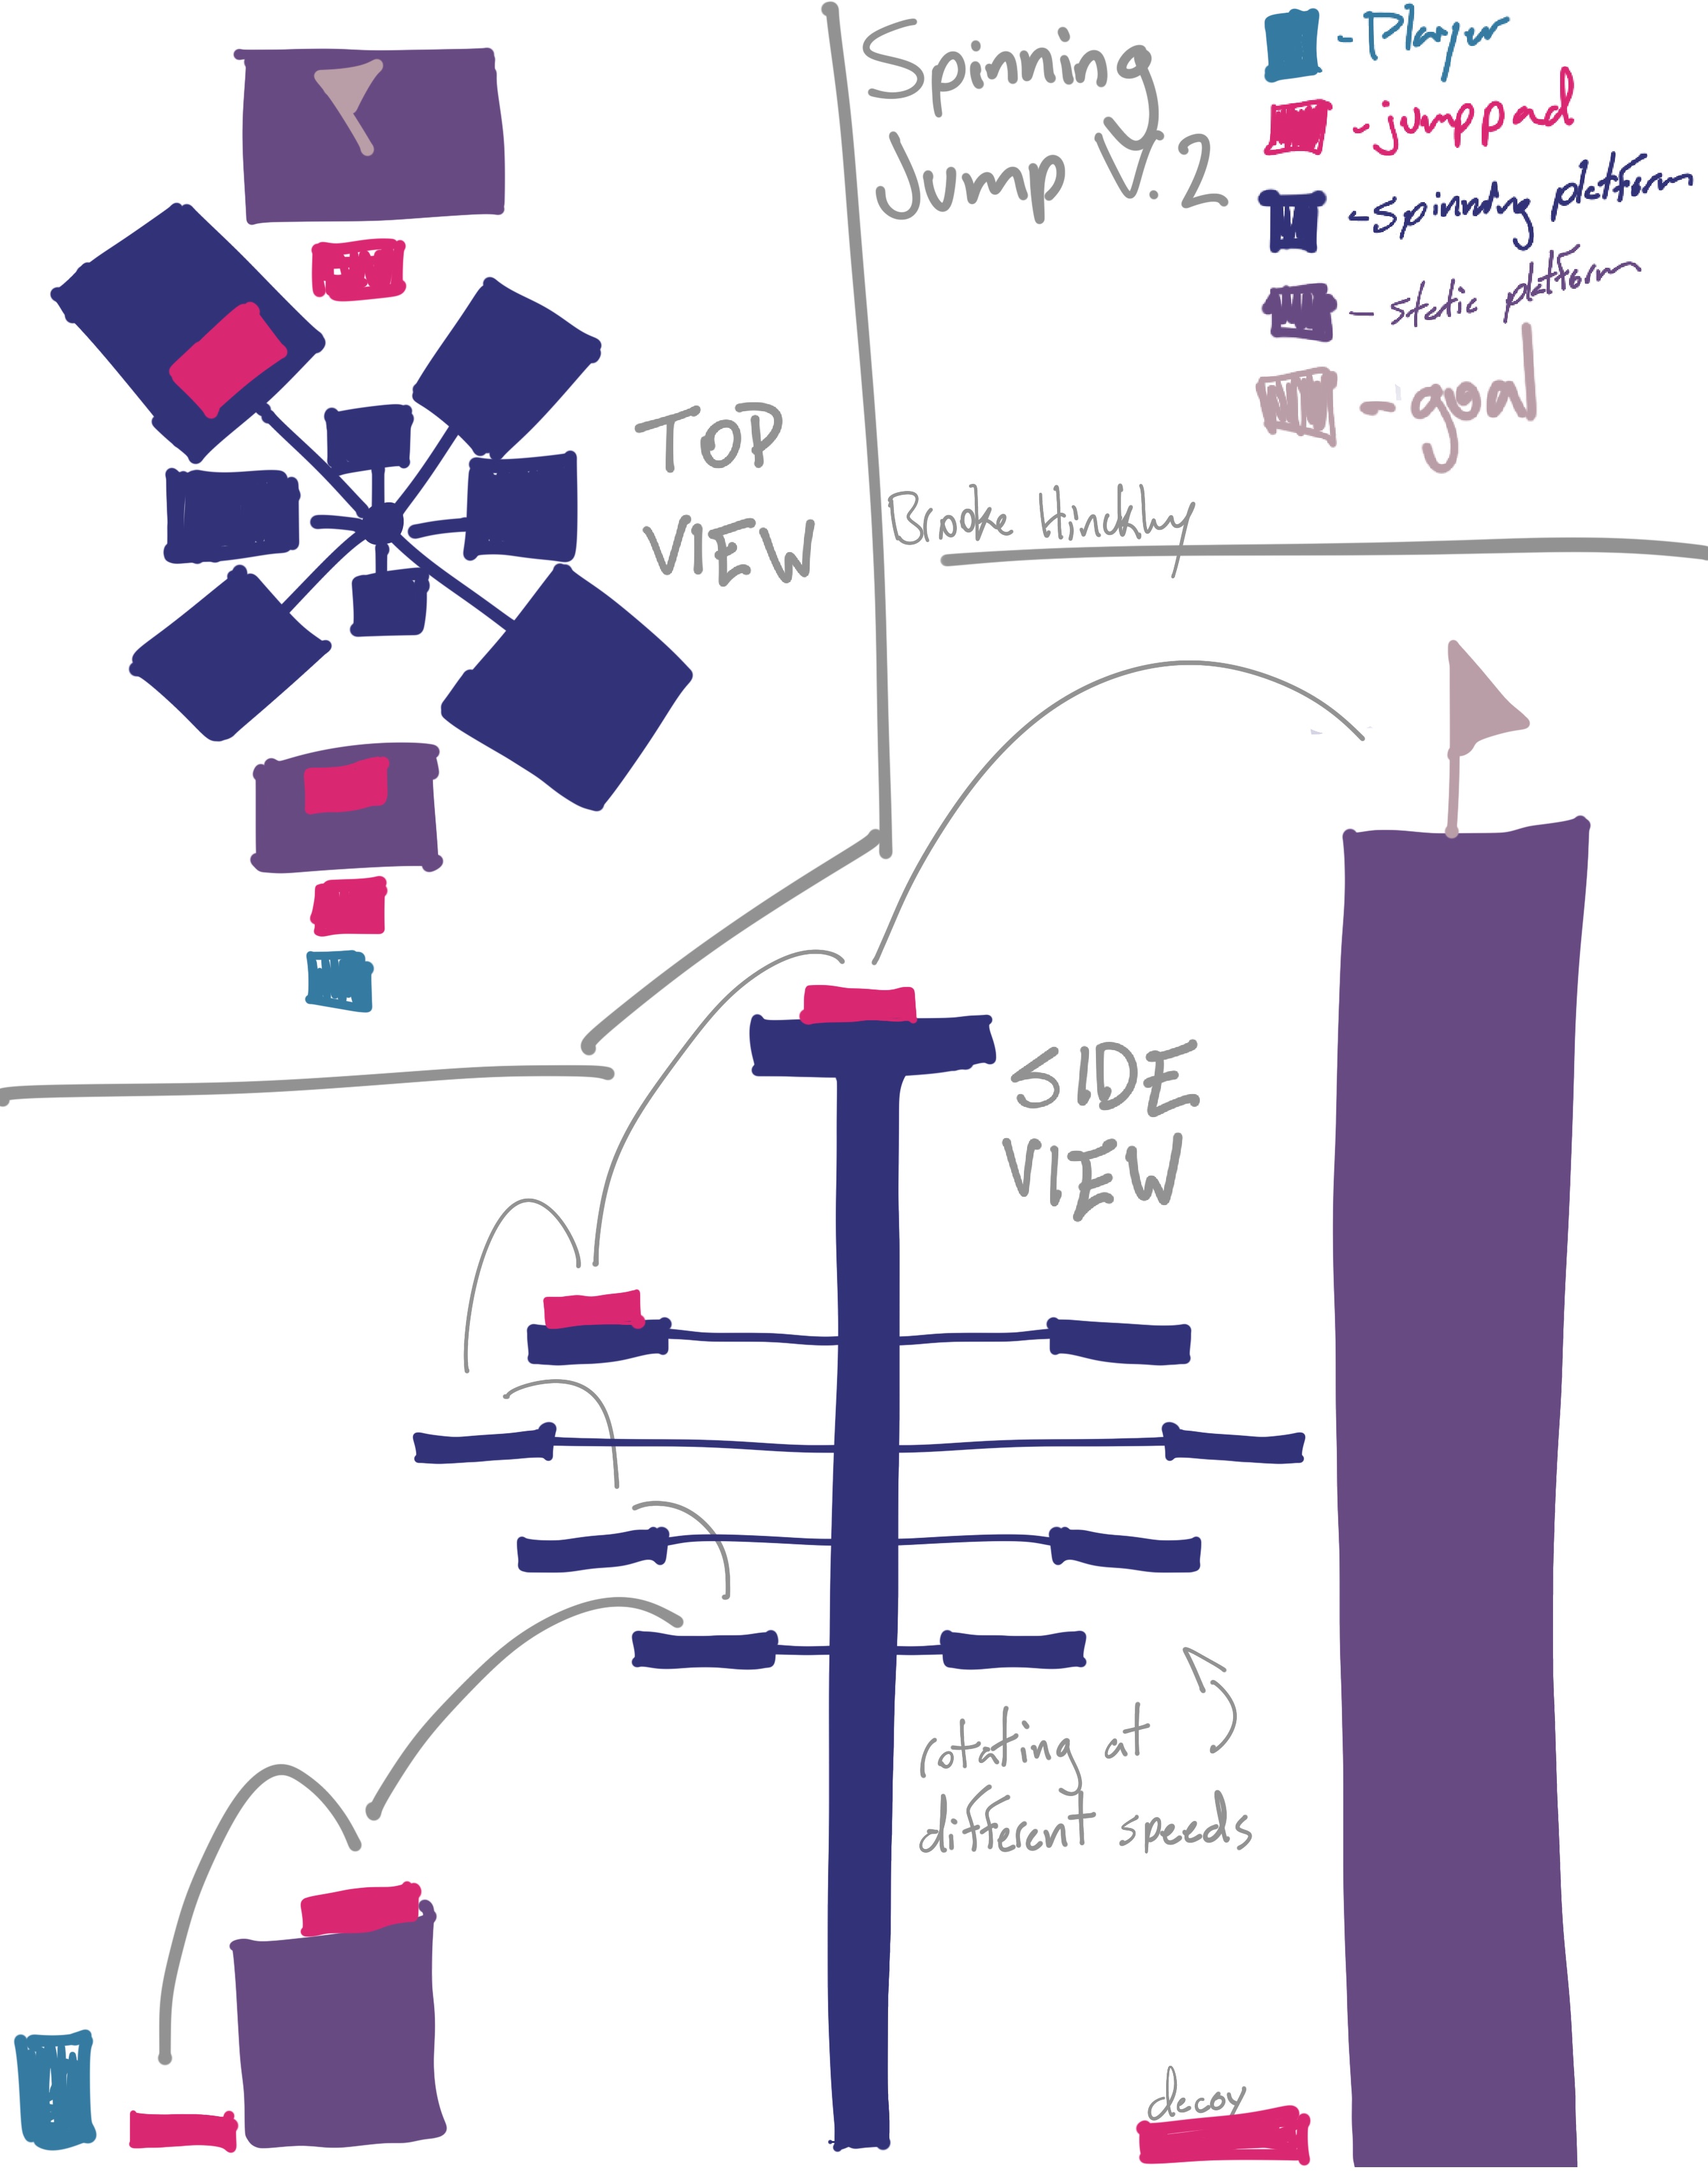 Spinning
Jump V.2
- Player
- jumppad
- spinning platform
- static platform
- goal
TOP
VIEW
Brooke Hinckley
SIDE
VIEW
rotating at
different speeds
decoy